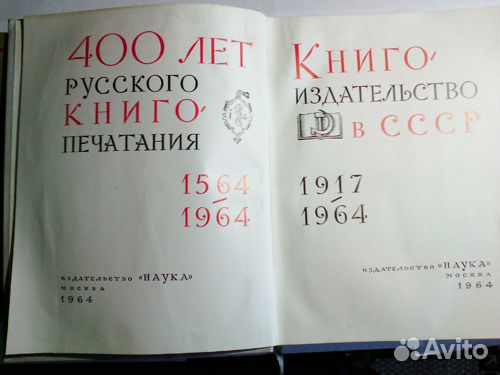 400 ЛЕТ
РУССКОГО
КНИГО-
ПЕЧАТАНИЯ
1564
1964
ИЗДАТЕЛЬСТВО «НАУКА»
МОСКВА
1964
КНИГО-
ИЗДАТЕЛЬСТВО
В СССР
1917
1964
ИЗДАТЕЛЬСТВО «НАУКА»
МОСКВА
1964
Avito